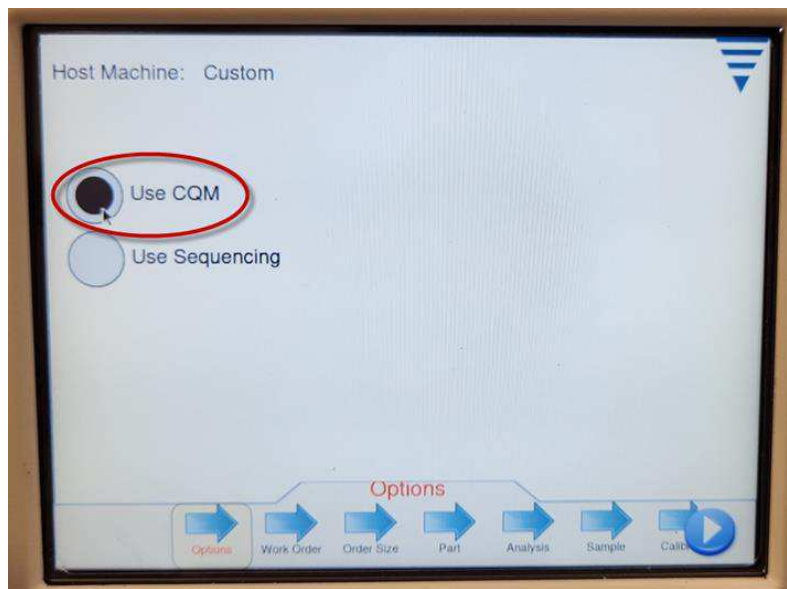 Host Machine: Custom
Use CQM
Use Sequencing
Options
Options Work Order Order Size Part Analysis Sample